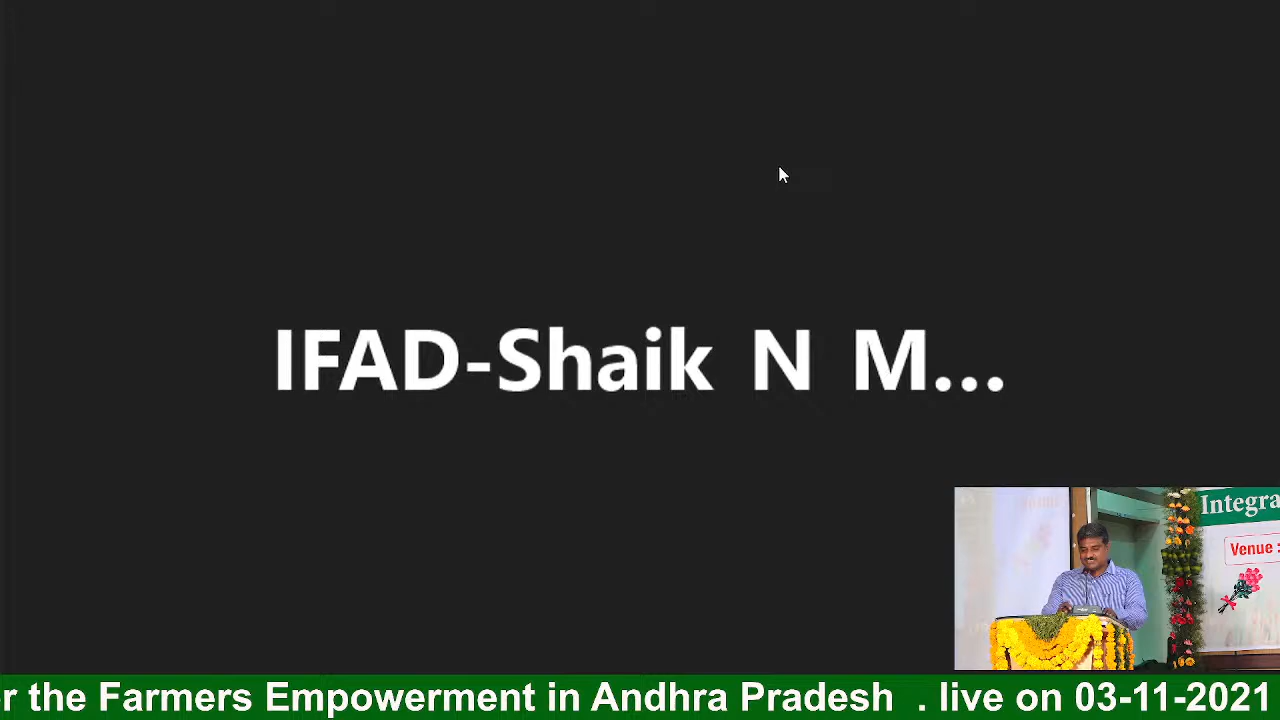 IFAD-Shaik N M...
Integra
Venue :
the Farmers Empowerment in Andhra Pradesh . live on 03-11-2021